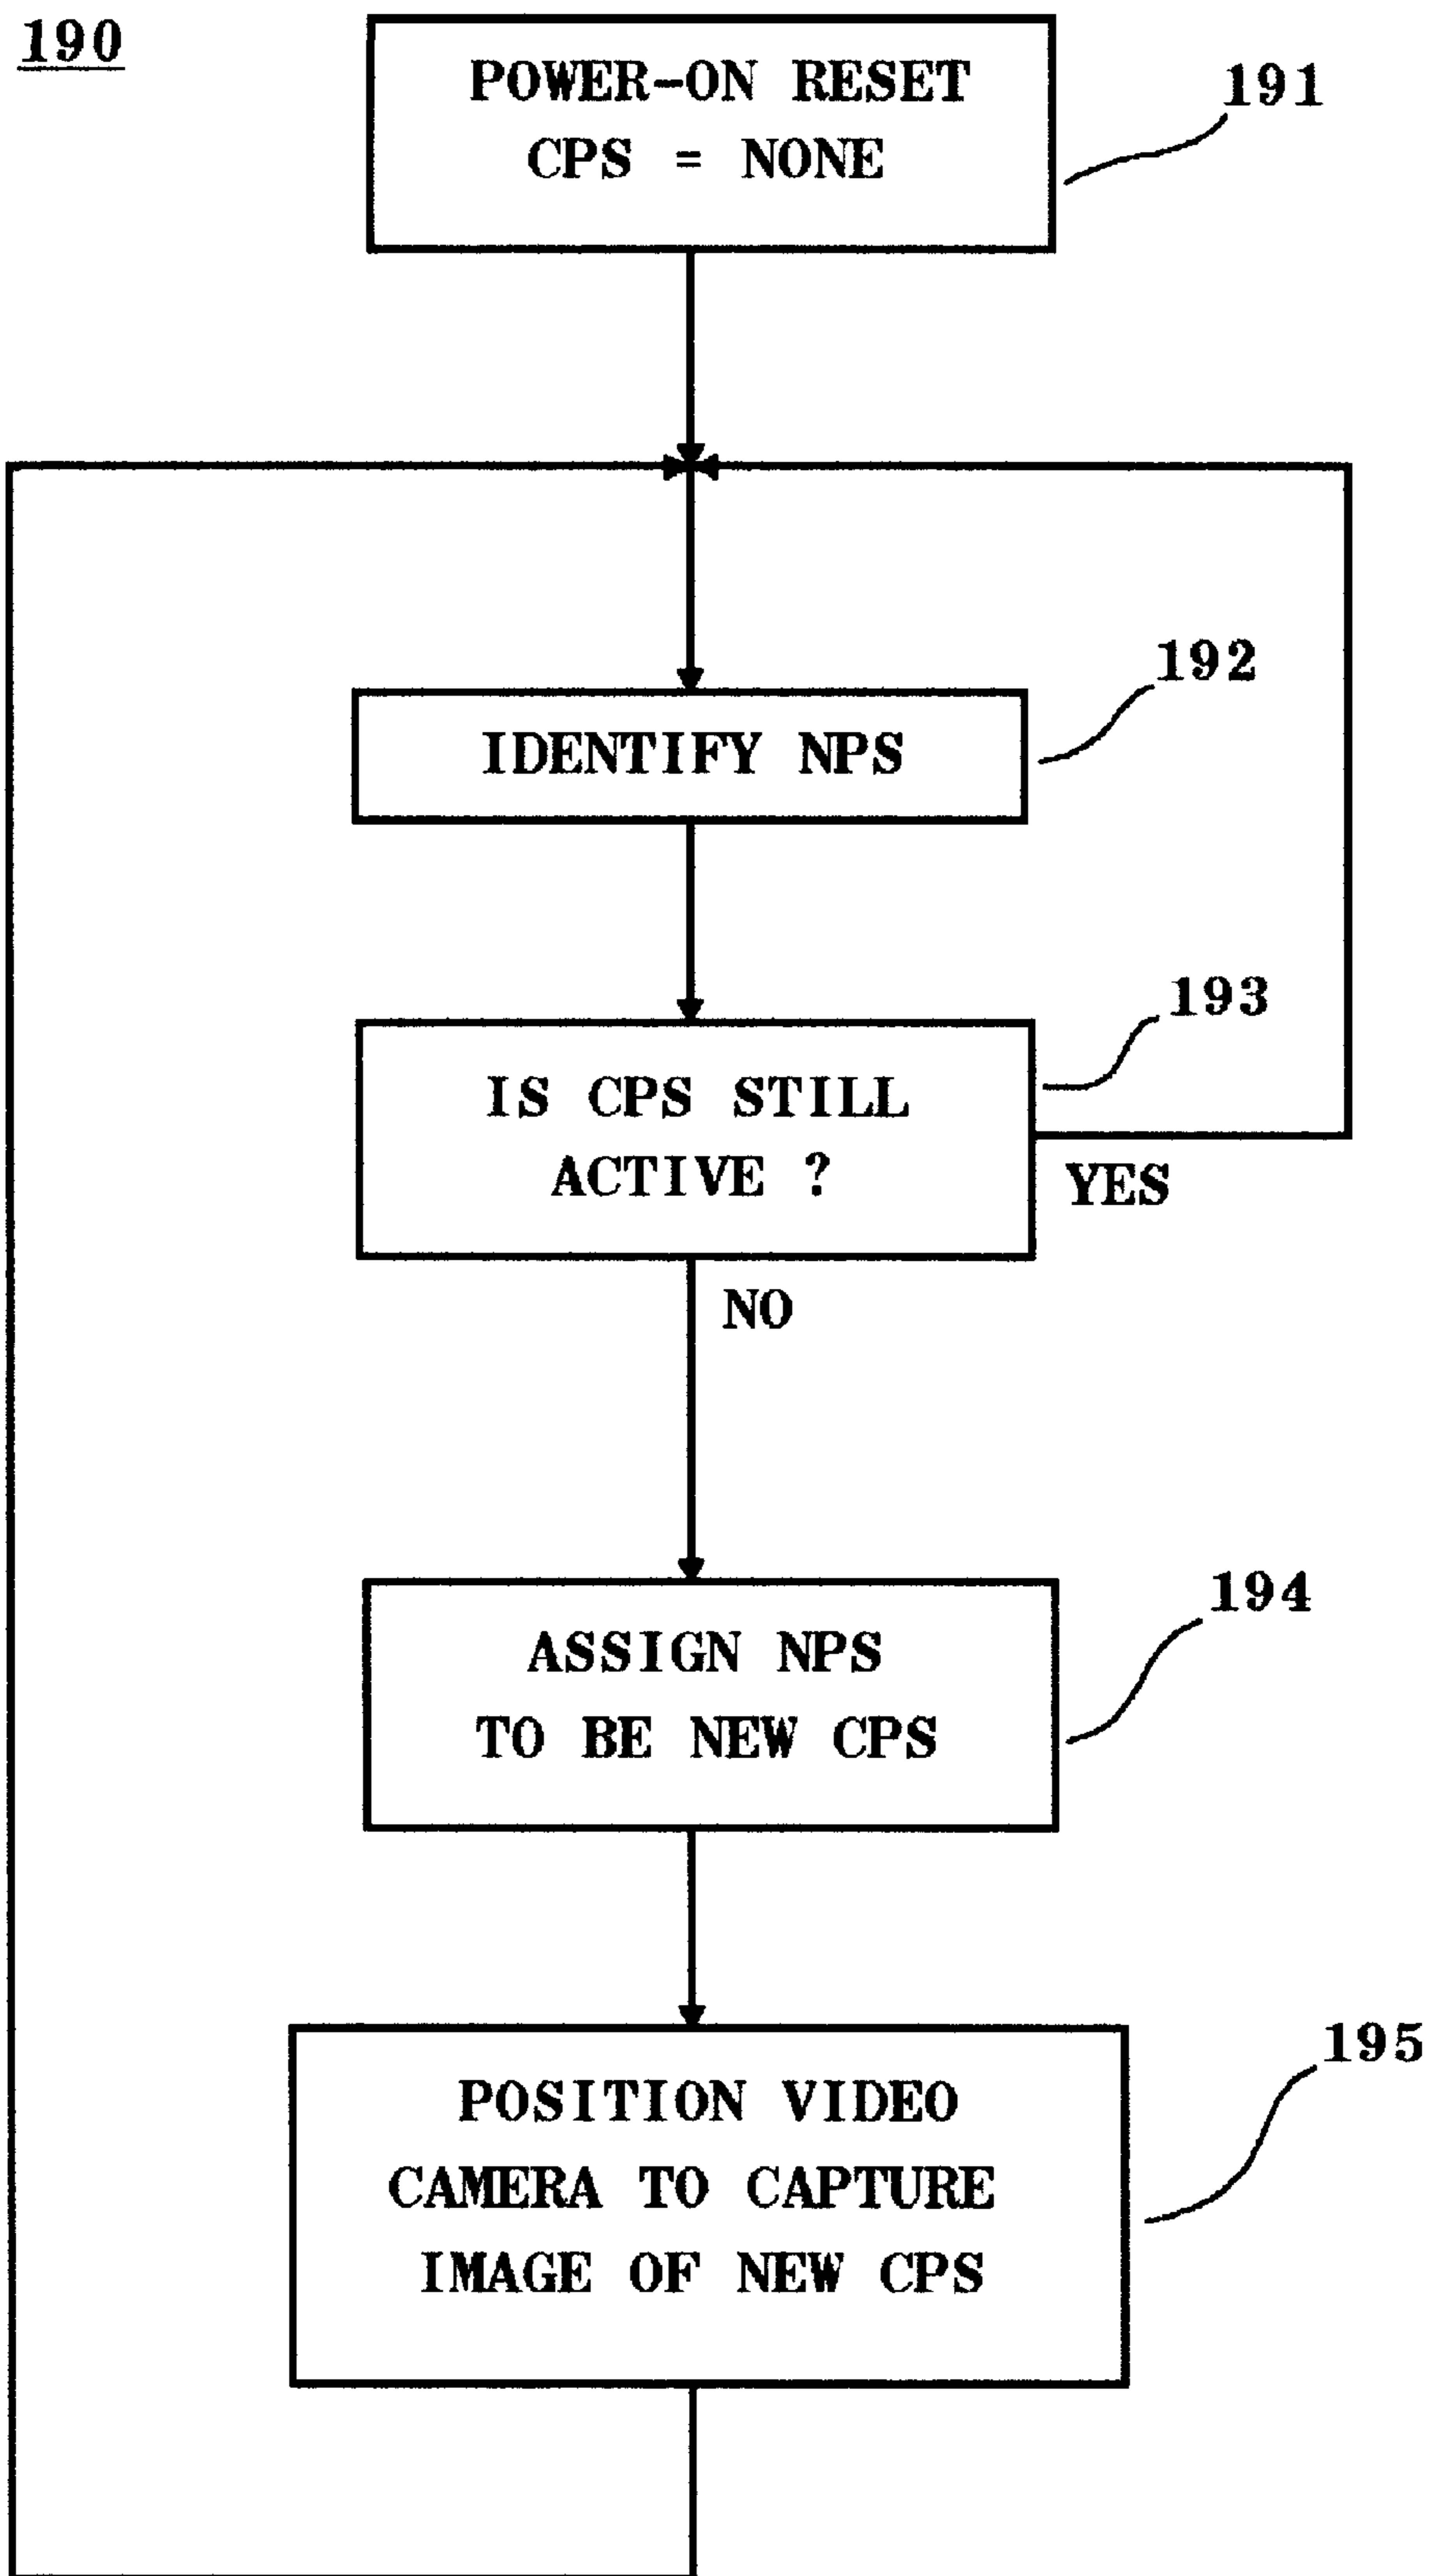 190
POWER-ON RESET
CPS = NONE
191
192
IDENTIFY NPS
193
IS CPS STILL
ACTIVE ?
YES
NO
194
ASSIGN NPS
TO BE NEW CPS
195
POSITION VIDEO
CAMERA TO CAPTURE
IMAGE OF NEW CPS